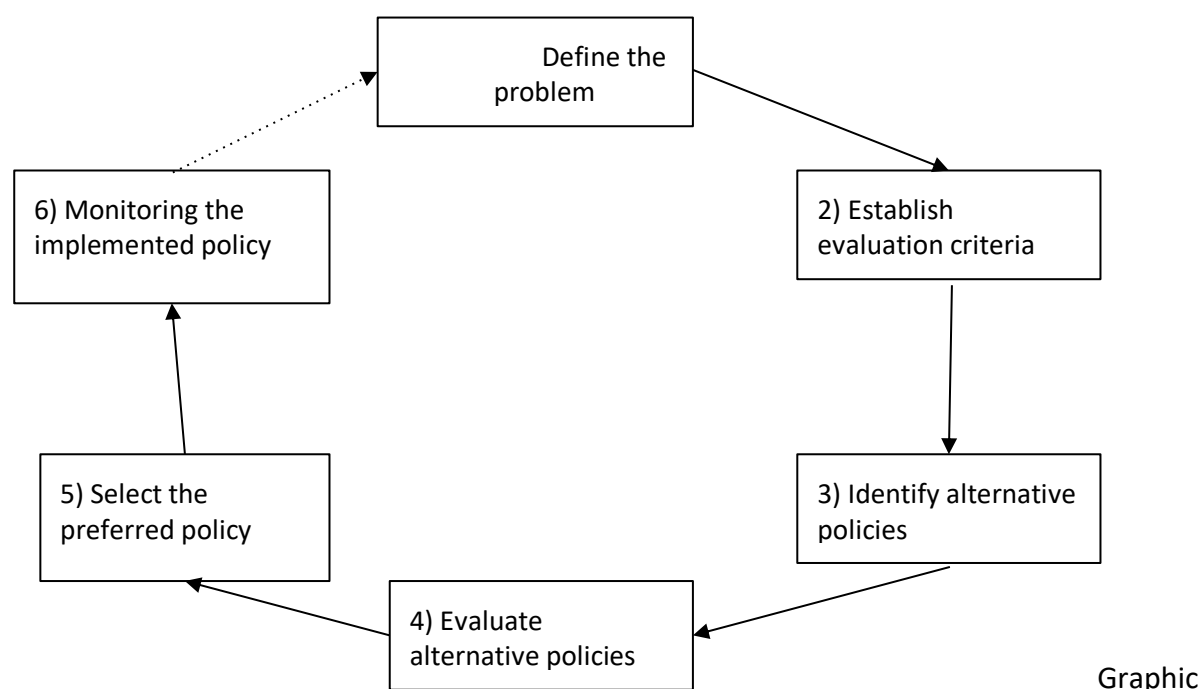 Define the
problem
2) Establish
evaluation criteria
3) Identify alternative
policies
4) Evaluate
alternative policies
5) Select the
preferred policy
6) Monitoring the
implemented policy
Graphic